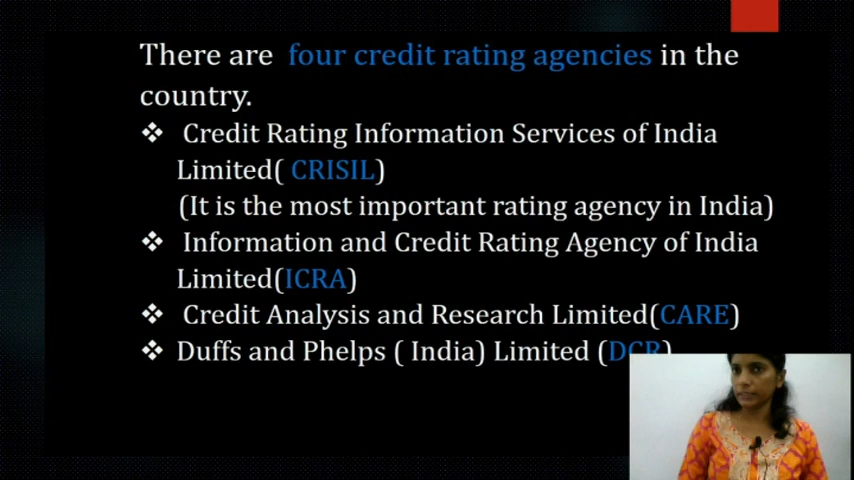 There are four credit rating agencies in the
country.
❖ Credit Rating Information Services of India
Limited( CRISIL)
(It is the most important rating agency in India)
❖ Information and Credit Rating Agency of India
Limited(ICRA)
❖ Credit Analysis and Research Limited(CARE)
❖ Duffs and Phelps ( India) Limited (DCR)